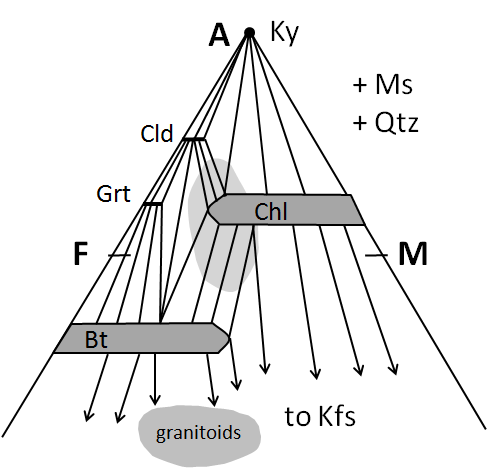 A Ky
+ Ms
+ Qtz
Cld
Grt
Chl
F M
Bt
to Kfs
granitoids